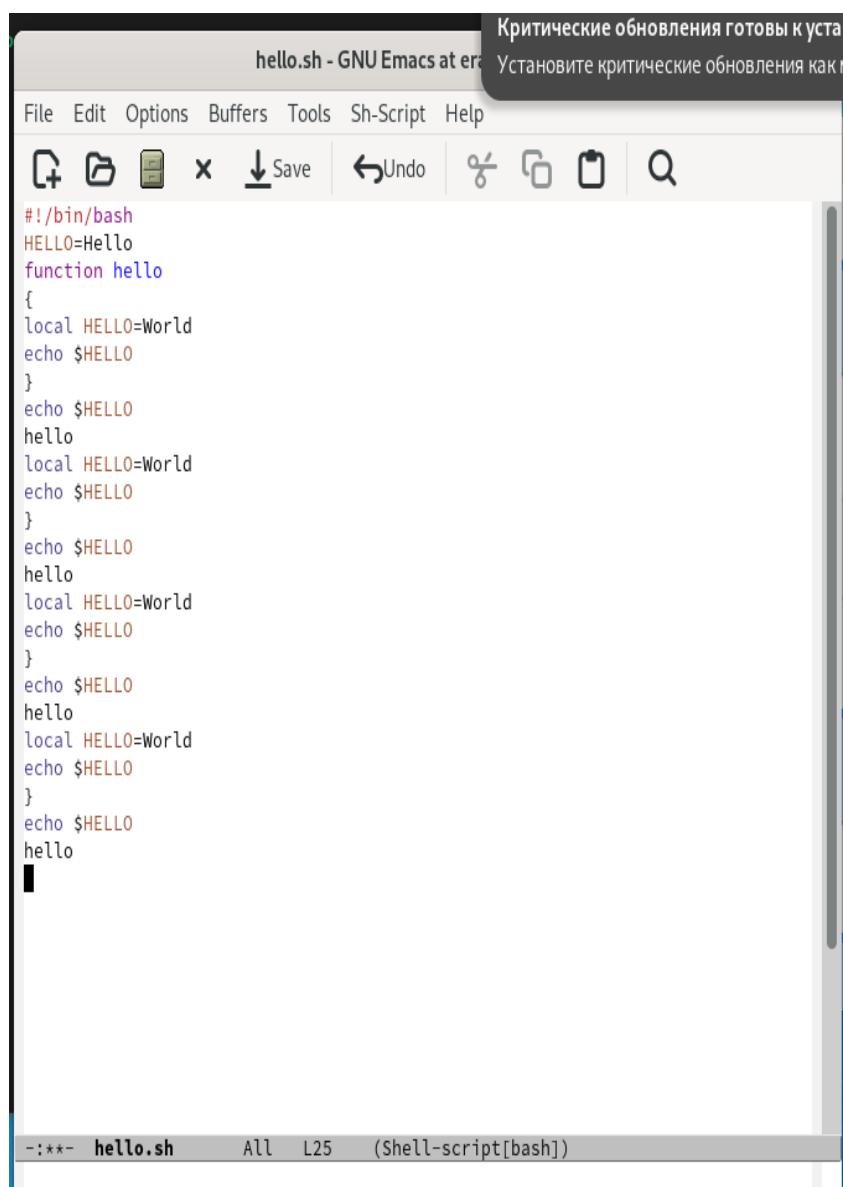 Критические обновления готовы к уста
hello.sh - GNU Emacs at era
Установите критические обновления как
File Edit Options Buffers Tools Sh-Script Help
Save Undo
#!/bin/bash
HELLO=Hello
function hello
{
local HELLO=World
echo $HELLO
}
echo $HELLO
hello
local HELLO=World
echo $HELLO
}
echo $HELLO
hello
local HELLO=World
echo $HELLO
}
echo $HELLO
hello
local HELLO=World
echo $HELLO
}
echo $HELLO
hello
-:**- hello.sh All L25 (Shell-script[bash])